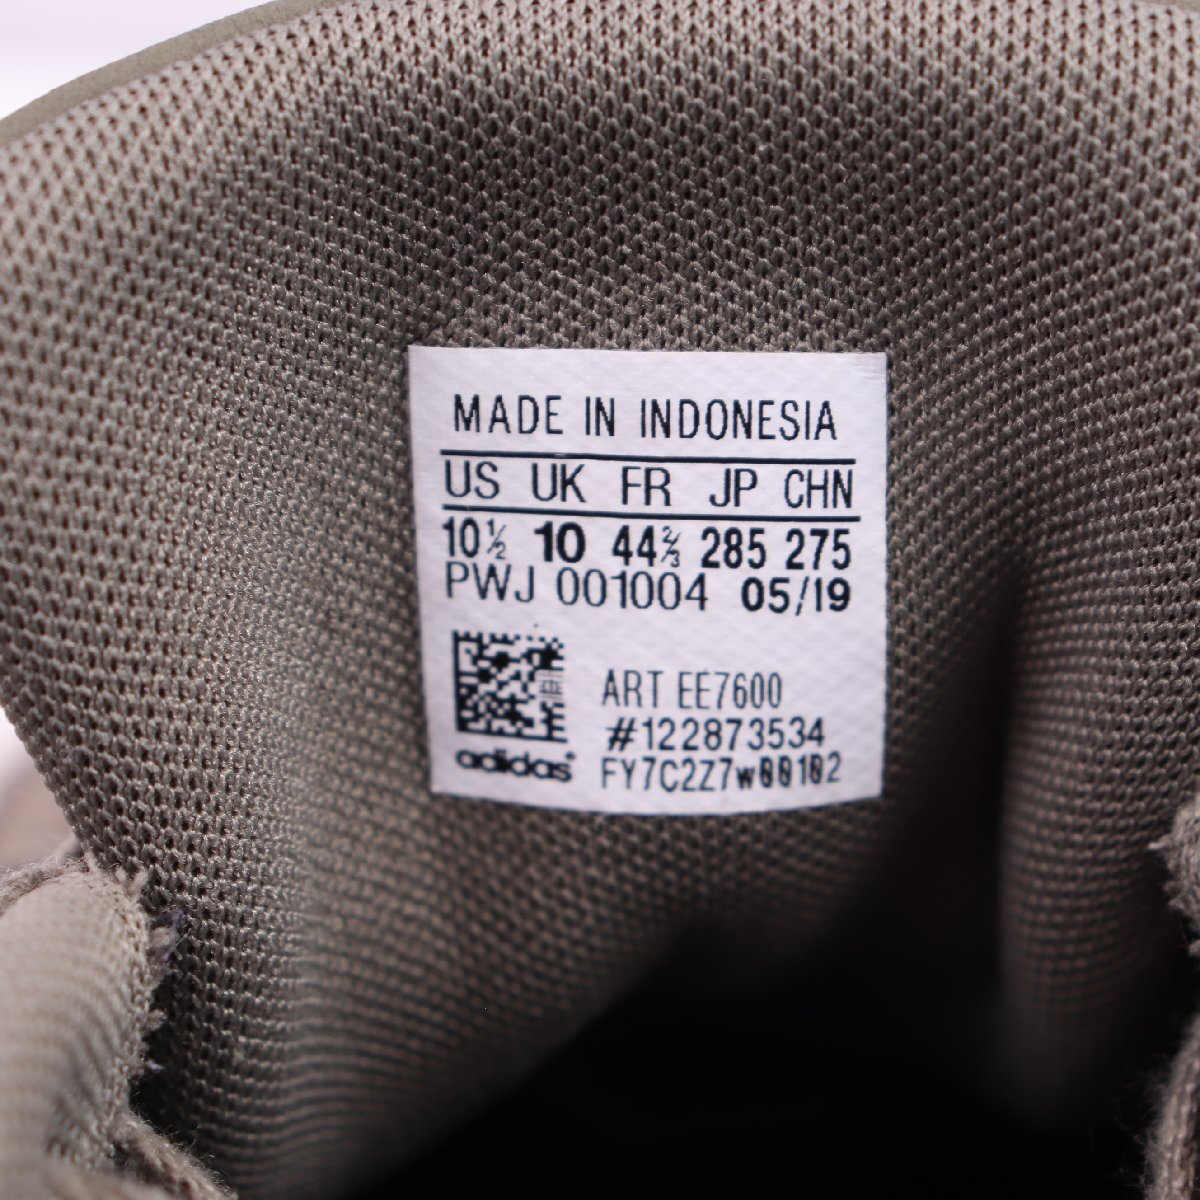 MADE IN INDONESIA
US UK FR JP CHN
10½ 10 44⅔ 285 275
PWJ 001004 05/19
ART EE7600
#122873534
adidas® FY7C2Z7w00102